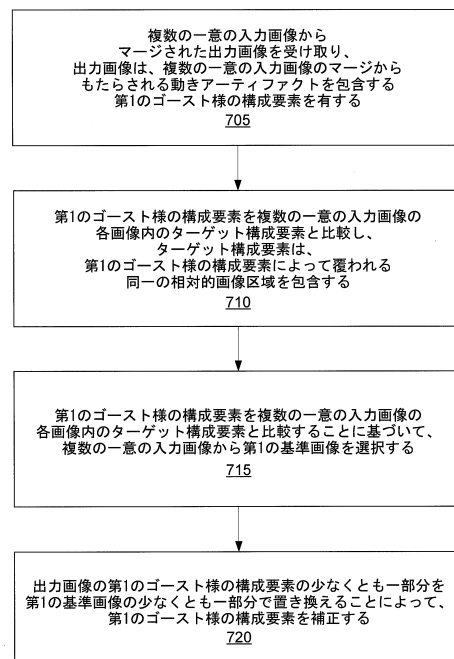 複数の一意の入力画像から
マージされた出力画像を受け取り、
出力画像は、複数の一意の入力画像のマージから
もたらされる動きアーティファクトを包含する
第1のゴースト様の構成要素を有する
705
第1のゴースト様の構成要素を複数の一意の入力画像の
各画像内のターゲット構成要素と比較し、
ターゲット構成要素は、
第1のゴースト様の構成要素によって覆われる
同一の相対的画像区域を包含する
710
第1のゴースト様の構成要素を複数の一意の入力画像の
各画像内のターゲット構成要素と比較することに基づいて、
複数の一意の入力画像から第1の基準画像を選択する
715
出力画像の第1のゴースト様の構成要素の少なくとも一部分を
第1の基準画像の少なくとも一部分で置き換えることによって、
第1のゴースト様の構成要素を補正する
720